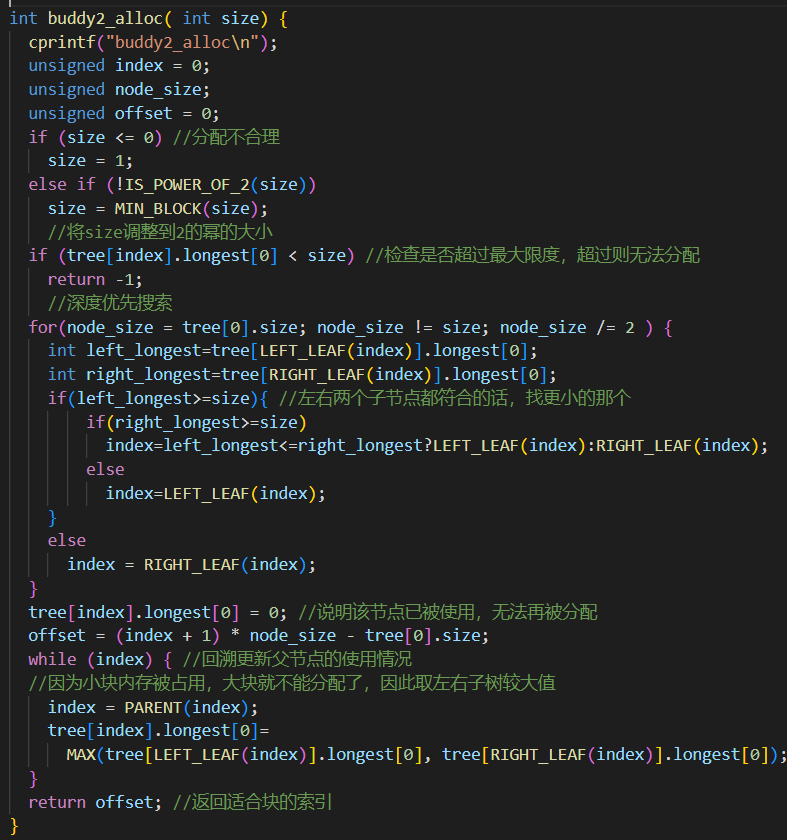 int buddy2_alloc( int size) {
cprintf("buddy2_alloc\n");
unsigned index = 0;
unsigned node_size;
unsigned offset = 0;
if (size <= 0) //分配不合理
size = 1;
else if (!IS_POWER_OF_2(size))
size = MIN_BLOCK(size);
//将size调整到2的幂的大小
if (tree[index].longest[0] < size) //检查是否超过最大限度，超过则无法分配
return -1;
//深度优先搜索
for(node_size = tree[0].size; node_size != size; node_size /= 2 ) {
int left_longest=tree[LEFT_LEAF(index)].longest[0];
int right_longest=tree[RIGHT_LEAF(index)].longest[0];
if(left_longest>=size){ //左右两个子节点都符合的话，找更小的那个
if(right_longest>=size)
index=left_longest<=right_longest?LEFT_LEAF(index):RIGHT_LEAF(index);
else
index=LEFT_LEAF(index);
}
else
index = RIGHT_LEAF(index);
}
tree[index].longest[0] = 0; //说明该节点已被使用，无法再被分配
offset = (index + 1) * node_size - tree[0].size;
while (index) { //回溯更新父节点的使用情况
//因为小块内存被占用，大块就不能分配了，因此取左右子树较大值
index = PARENT(index);
tree[index].longest[0]=
MAX(tree[LEFT_LEAF(index)].longest[0], tree[RIGHT_LEAF(index)].longest[0]);
}
return offset; //返回适合块的索引
}